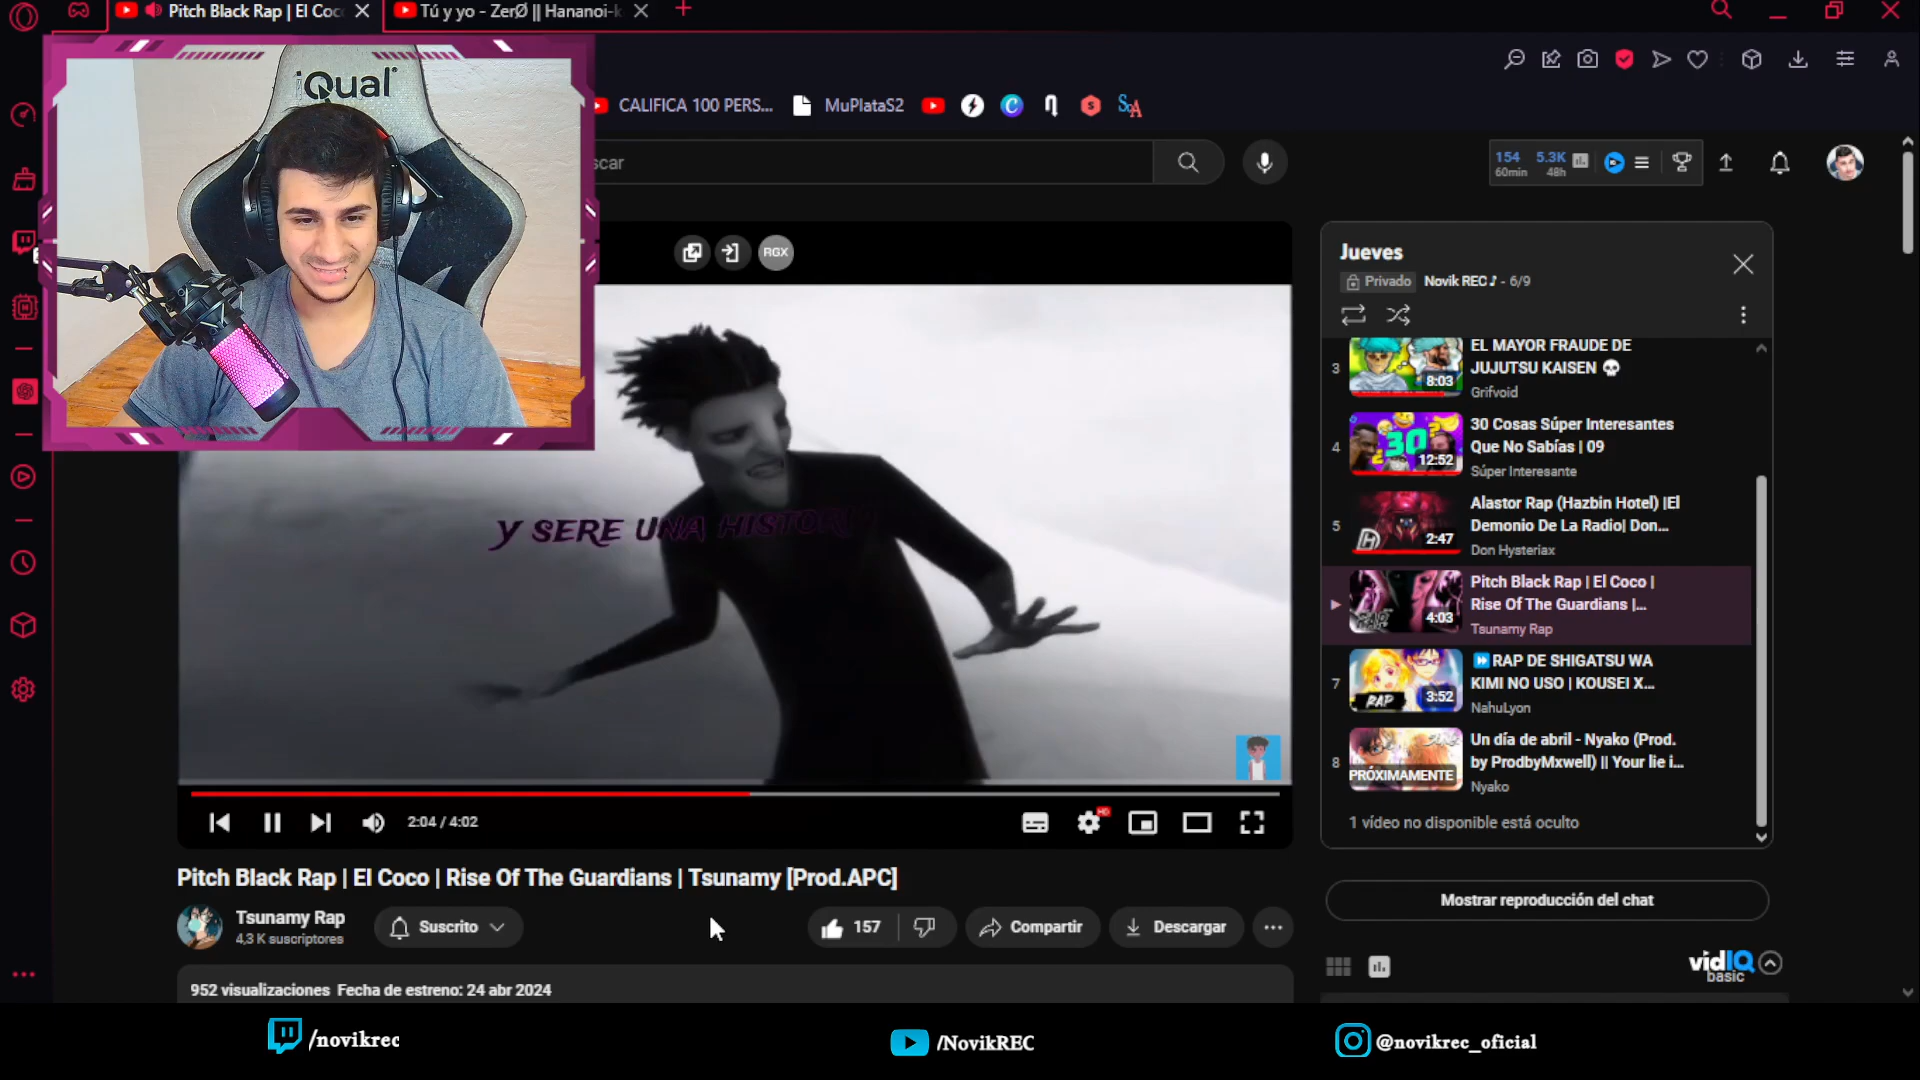 Pitch Black Rap | El Coc
Tú y yo - ZerØ || Hananoi-k
iQual
CALIFICA 100 PERS...
MuPlataS2
scar
154
60min
5.3K
48h
RGX
Jueves
Privado
Novik REC♪ - 6/9
3
EL MAYOR FRAUDE DE
JUJUTSU KAISEN 💀
Grifvoid
8:03
4
30 Cosas Súper Interesantes
Que No Sabías | 09
Súper Interesante
30
12:52
5
Alastor Rap (Hazbin Hotel) |El
Demonio De La Radio| Don...
Don Hysteriax
2:47
Pitch Black Rap | El Coco |
Rise Of The Guardians |...
Tsunamy Rap
4:03
7
⏩RAP DE SHIGATSU WA
KIMI NO USO | KOUSEI X...
NahuLyon
RAP
3:52
8
Un día de abril - Nyako (Prod.
by ProdbyMxwell) || Your lie i...
Nyako
PRÓXIMAMENTE
1 vídeo no disponible está oculto
Y SERE UNA HISTORI
2:04 / 4:02
HD
Pitch Black Rap | El Coco | Rise Of The Guardians | Tsunamy [Prod.APC]
Tsunamy Rap
4,3 K suscriptores
Suscrito
157
Compartir
Descargar
Mostrar reproducción del chat
vidIQ
basic
952 visualizaciones Fecha de estreno: 24 abr 2024
/novikrec
/NovikREC
@novikrec_oficial